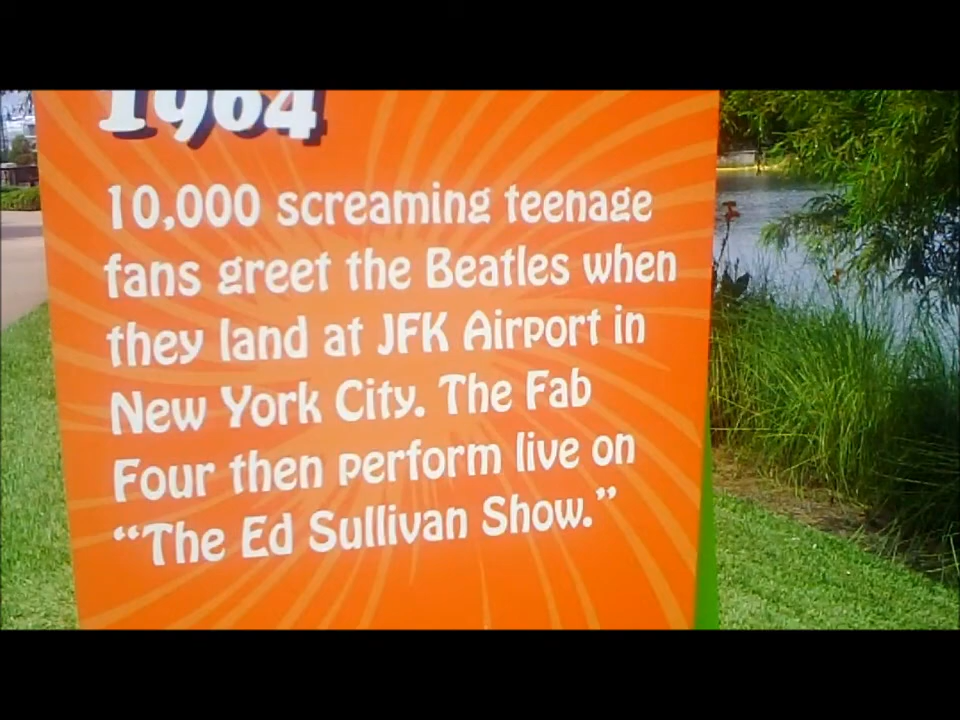 1964
10,000 screaming teenage
fans greet the Beatles when
they land at JFK Airport in
New York City. The Fab
Four then perform live on
“The Ed Sullivan Show.”